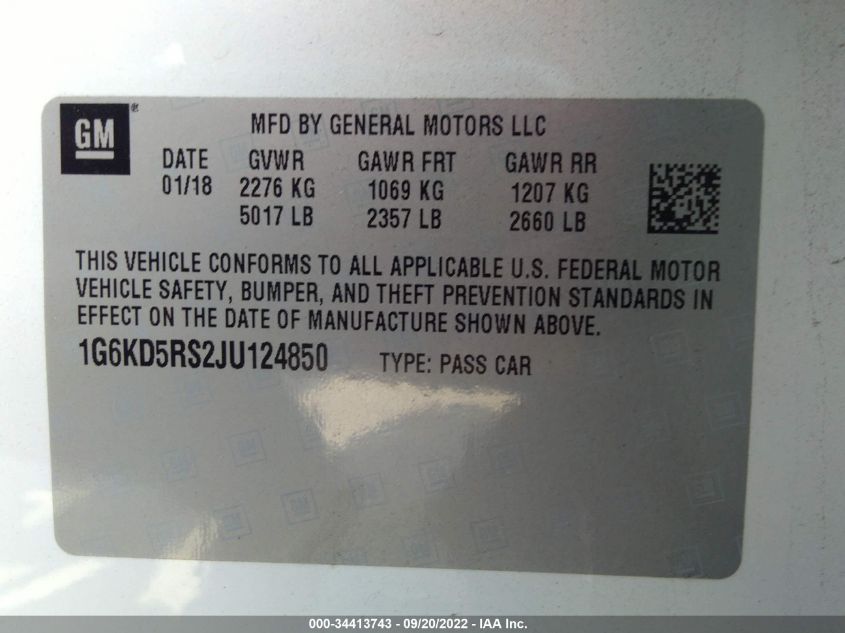 GM ®
MFD BY GENERAL MOTORS LLC
DATE GVWR GAWR FRT GAWR RR
01/18 2276 KG 1069 KG 1207 KG
5017 LB 2357 LB 2660 LB
THIS VEHICLE CONFORMS TO ALL APPLICABLE U.S. FEDERAL MOTOR
VEHICLE SAFETY, BUMPER, AND THEFT PREVENTION STANDARDS IN
EFFECT ON THE DATE OF MANUFACTURE SHOWN ABOVE.
1G6KD5RS2JU124850 TYPE: PASS CAR
000-34413743 - 09/20/2022 - IAA Inc.